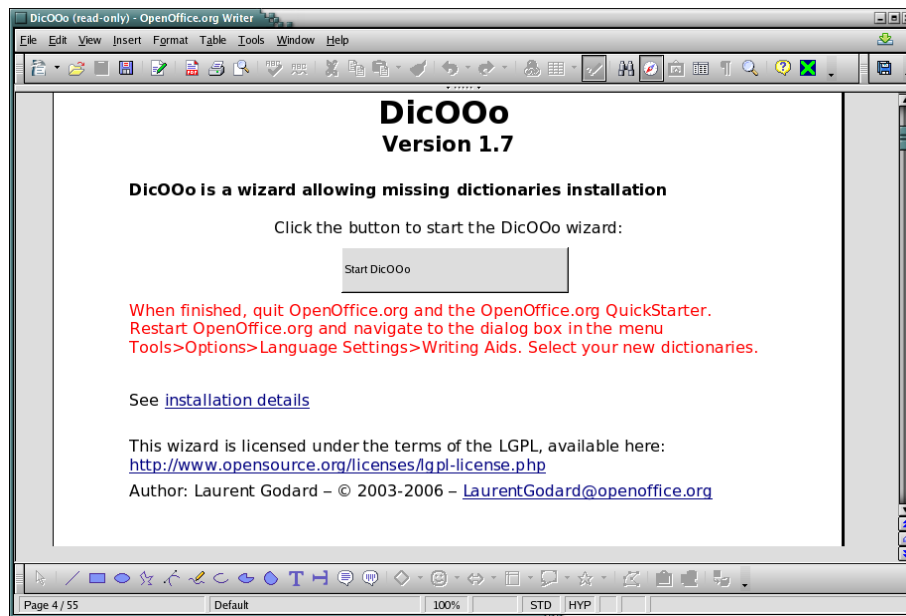 DicOOo (read-only) - OpenOffice.org Writer
File Edit View Insert Format Table Tools Window Help
DicOOo
Version 1.7
DicOOo is a wizard allowing missing dictionaries installation
Click the button to start the DicOOo wizard:
Start DicOOo
When finished, quit OpenOffice.org and the OpenOffice.org QuickStarter.
Restart OpenOffice.org and navigate to the dialog box in the menu
Tools>Options>Language Settings>Writing Aids. Select your new dictionaries.
See installation details
This wizard is licensed under the terms of the LGPL, available here:
http://www.opensource.org/licenses/lgpl-license.php
Author: Laurent Godard – © 2003-2006 – LaurentGodard@openoffice.org
Page 4 / 55 Default 100% STD HYP